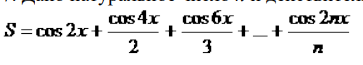 S = cos 2x + cos 4x / 2 + cos 6x / 3 + _ + cos 2nx / n